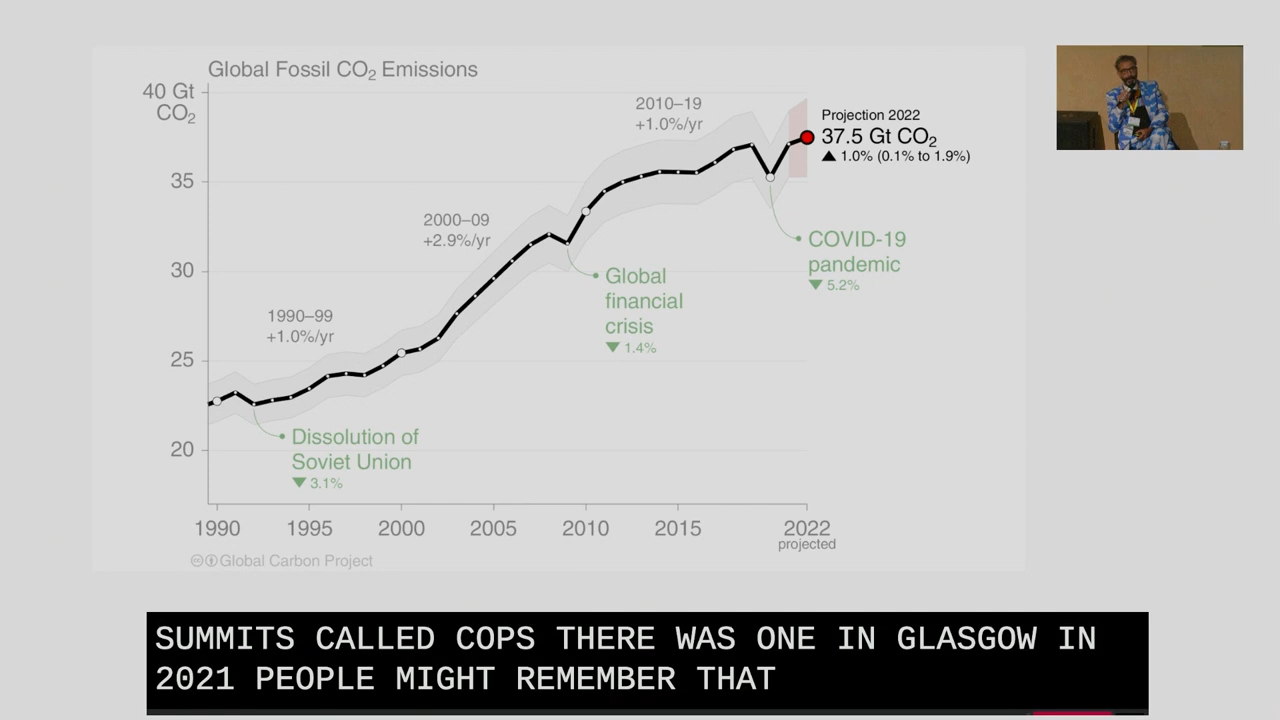 Global Fossil CO₂ Emissions
40 Gt
CO₂
35
30
25
20
2010–19
+1.0%/yr
Projection 2022
37.5 Gt CO₂
▲ 1.0% (0.1% to 1.9%)
2000–09
+2.9%/yr
COVID-19
pandemic
▼ 5.2%
Global
financial
crisis
▼ 1.4%
1990–99
+1.0%/yr
Dissolution of
Soviet Union
▼ 3.1%
1990 1995 2000 2005 2010 2015 2022
projected
Global Carbon Project
SUMMITS CALLED COPS THERE WAS ONE IN GLASGOW IN
2021 PEOPLE MIGHT REMEMBER THAT